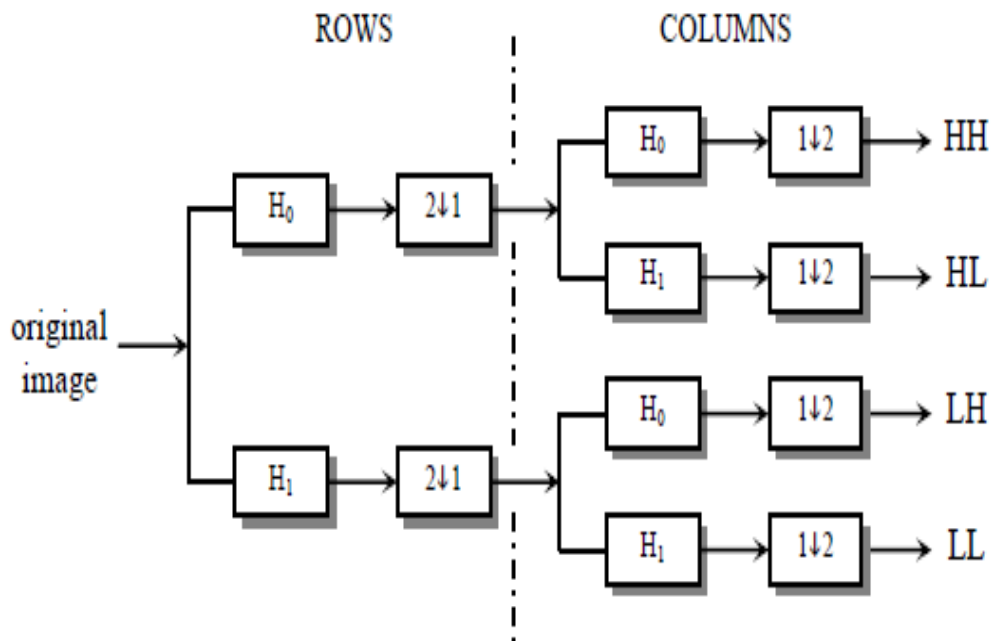 ROWS
COLUMNS
H₀
1↓2
HH
H₀
2↓1
H₁
1↓2
HL
original
image
H₀
1↓2
LH
H₁
2↓1
H₁
1↓2
LL